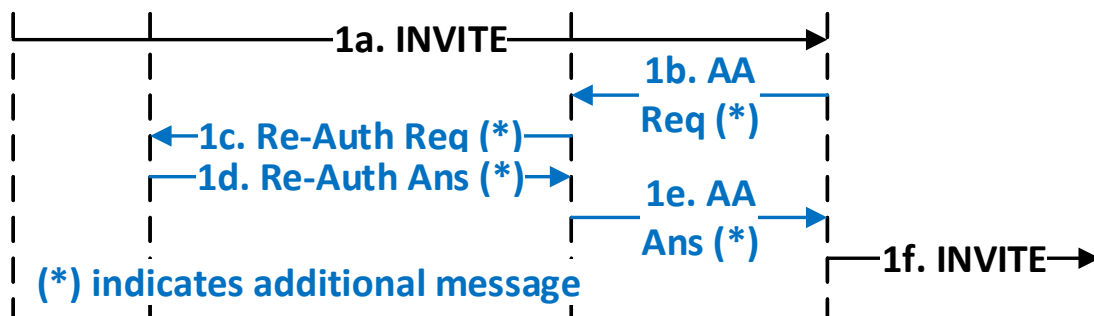 1a. INVITE
1b. AA
Req (*)
1c. Re-Auth Req (*)
1d. Re-Auth Ans (*)
1e. AA
Ans (*)
1f. INVITE
(*) indicates additional message